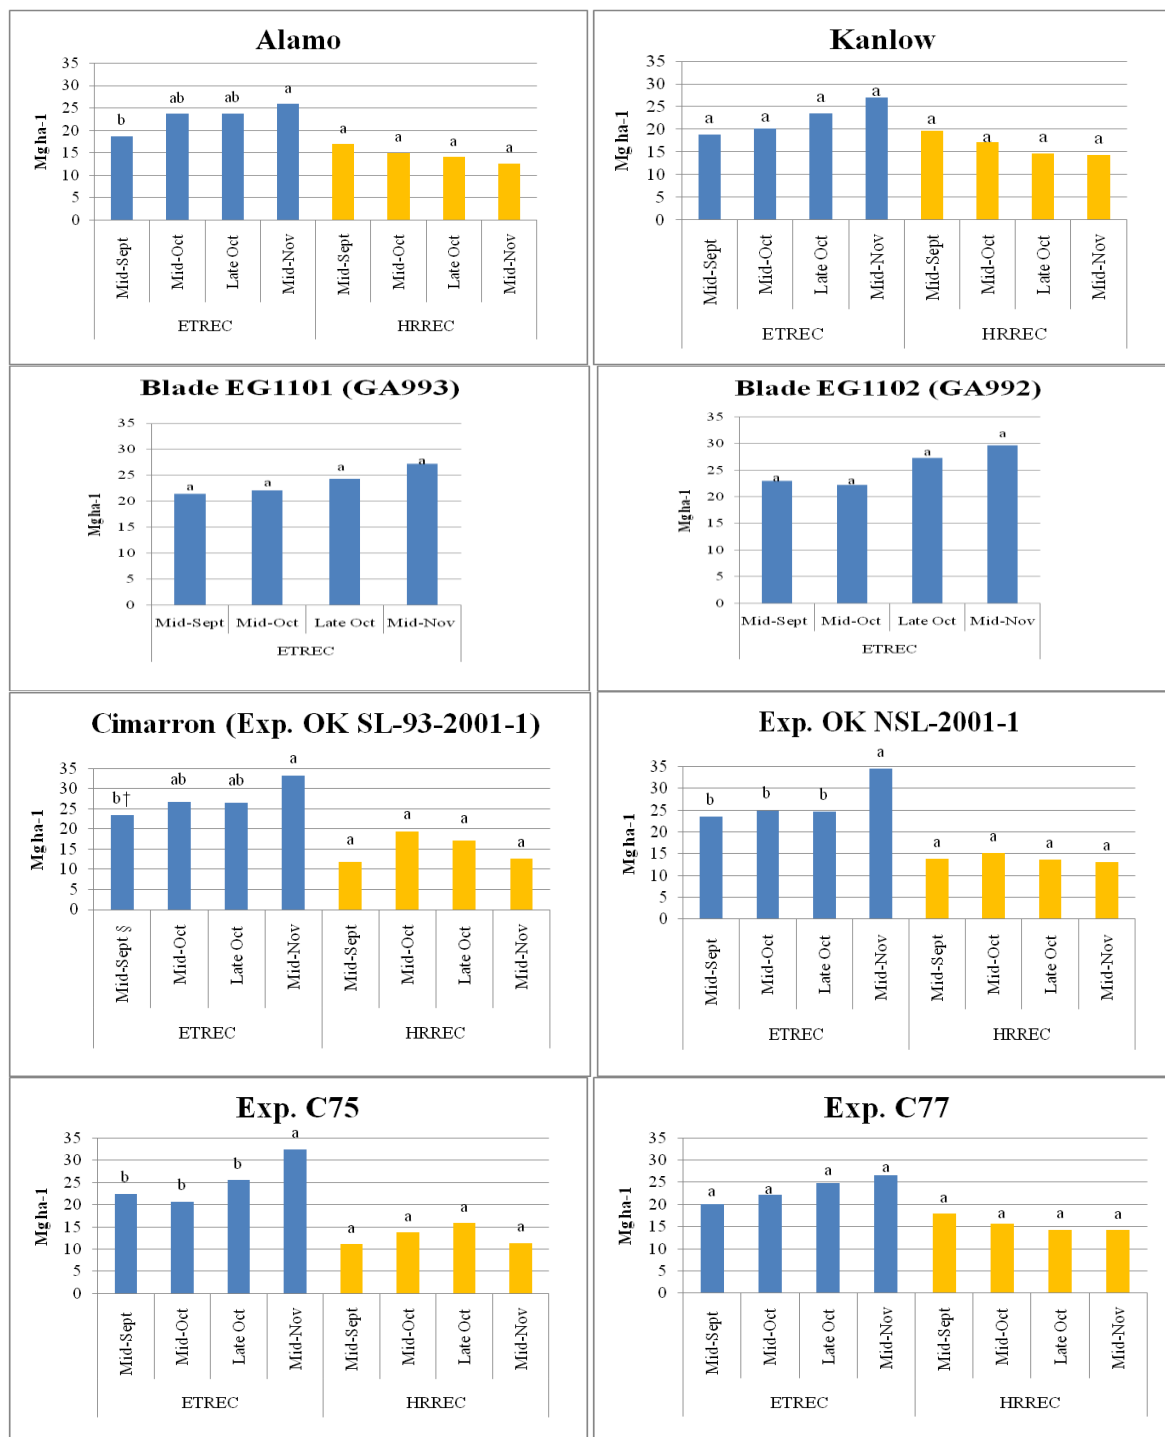 Alamo
Mg ha-1
35
30
25
20
15
10
5
0
b
ab
ab
a
a
a
a
a
Mid-Sept
Mid-Oct
Late Oct
Mid-Nov
Mid-Sept
Mid-Oct
Late Oct
Mid-Nov
ETREC
HRREC
Kanlow
Mg ha-1
35
30
25
20
15
10
5
0
a
a
a
a
a
a
a
a
Mid-Sept
Mid-Oct
Late Oct
Mid-Nov
Mid-Sept
Mid-Oct
Late Oct
Mid-Nov
ETREC
HRREC
Blade EG1101 (GA993)
Mg ha-1
35
30
25
20
15
10
5
0
a
a
a
a
Mid-Sept
Mid-Oct
Late Oct
Mid-Nov
ETREC
Blade EG1102 (GA992)
Mg ha-1
35
30
25
20
15
10
5
0
a
a
a
a
Mid-Sept
Mid-Oct
Late Oct
Mid-Nov
ETREC
Cimarron (Exp. OK SL-93-2001-1)
Mg ha-1
35
30
25
20
15
10
5
0
b†
ab
ab
a
a
a
a
a
Mid-Sept §
Mid-Oct
Late Oct
Mid-Nov
Mid-Sept
Mid-Oct
Late Oct
Mid-Nov
ETREC
HRREC
Exp. OK NSL-2001-1
Mg ha-1
35
30
25
20
15
10
5
0
b
b
b
a
a
a
a
a
Mid-Sept
Mid-Oct
Late Oct
Mid-Nov
Mid-Sept
Mid-Oct
Late Oct
Mid-Nov
ETREC
HRREC
Exp. C75
Mg ha-1
35
30
25
20
15
10
5
0
b
b
b
a
a
a
a
a
Mid-Sept
Mid-Oct
Late Oct
Mid-Nov
Mid-Sept
Mid-Oct
Late Oct
Mid-Nov
ETREC
HRREC
Exp. C77
Mg ha-1
35
30
25
20
15
10
5
0
a
a
a
a
a
a
a
a
Mid-Sept
Mid-Oct
Late Oct
Mid-Nov
Mid-Sept
Mid-Oct
Late Oct
Mid-Nov
ETREC
HRREC